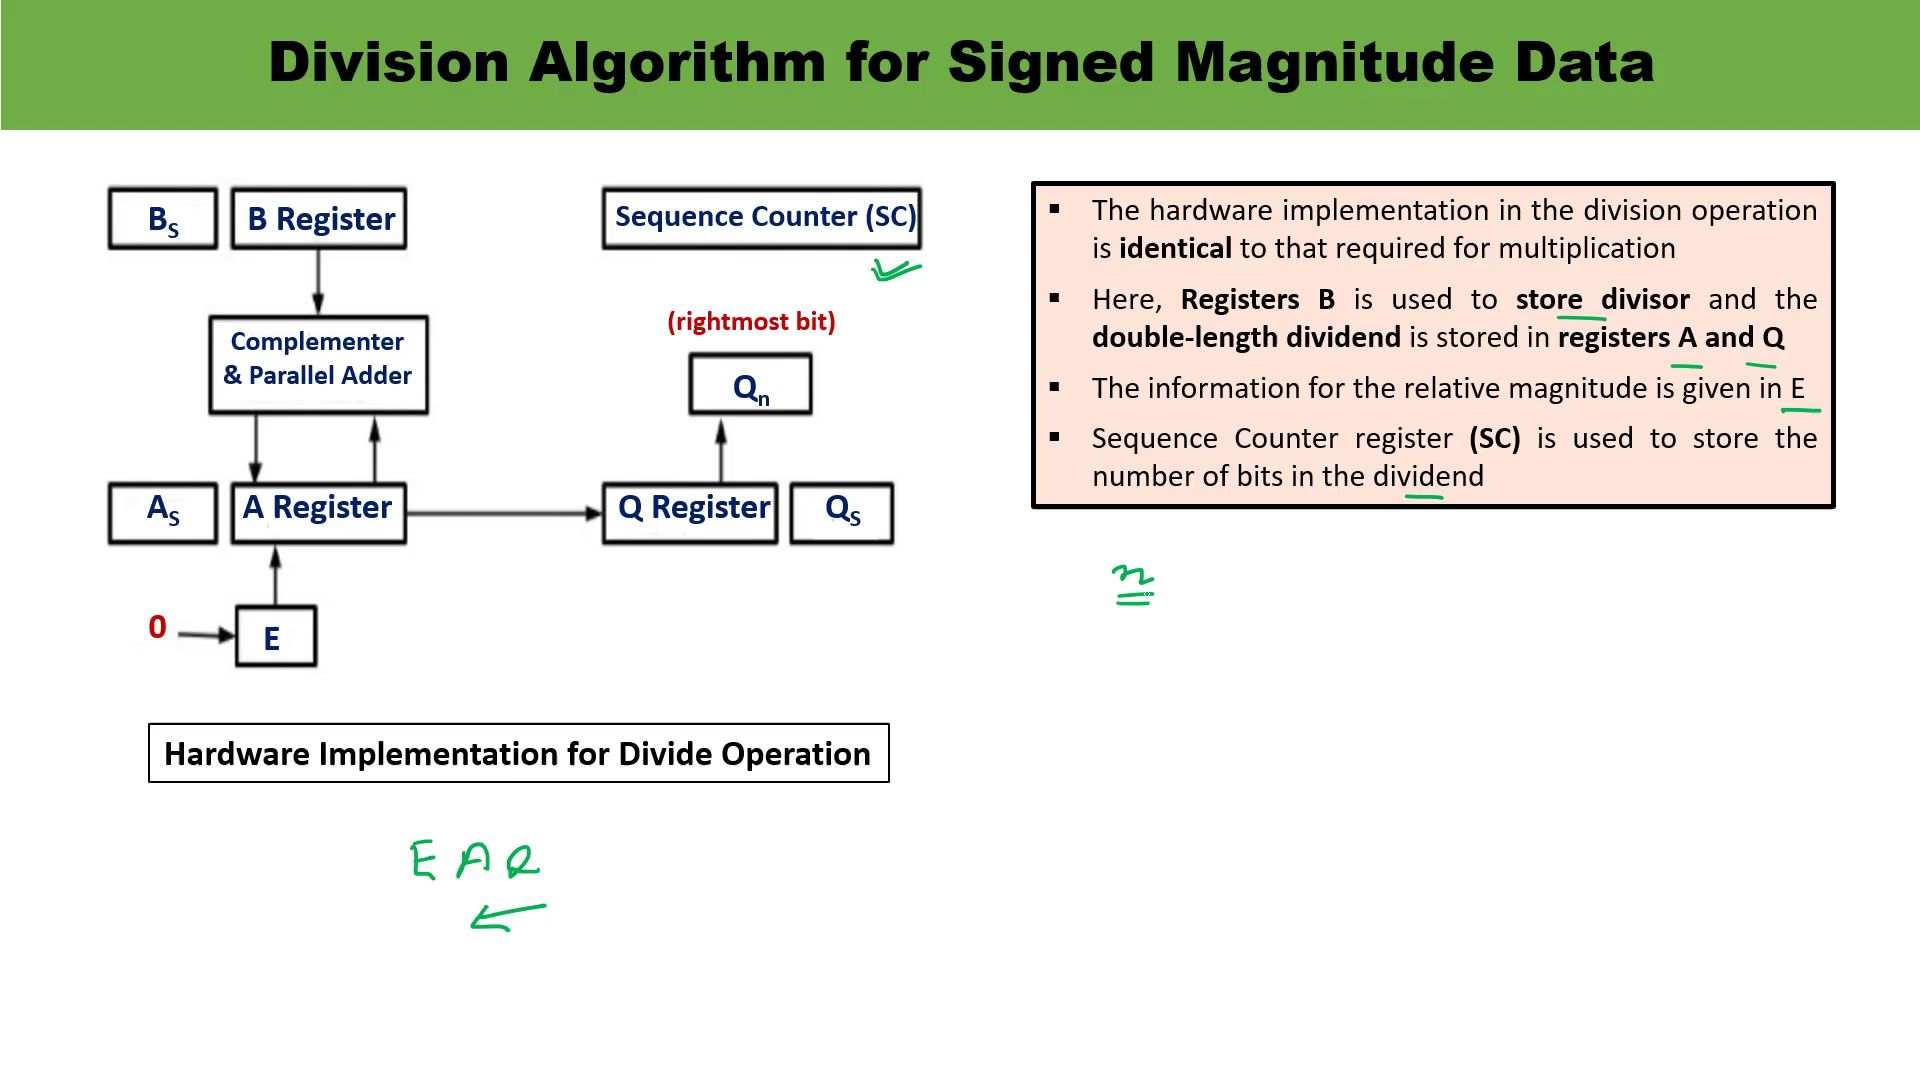 Division Algorithm for Signed Magnitude Data
BS
B Register
Sequence Counter (SC)
(rightmost bit)
Complementer
& Parallel Adder
Qn
AS
A Register
Q Register
QS
0
E
Hardware Implementation for Divide Operation
E A Q
▪ The hardware implementation in the division operation
is identical to that required for multiplication
▪ Here, Registers B is used to store divisor and the
double-length dividend is stored in registers A and Q
▪ The information for the relative magnitude is given in E
▪ Sequence Counter register (SC) is used to store the
number of bits in the dividend
n